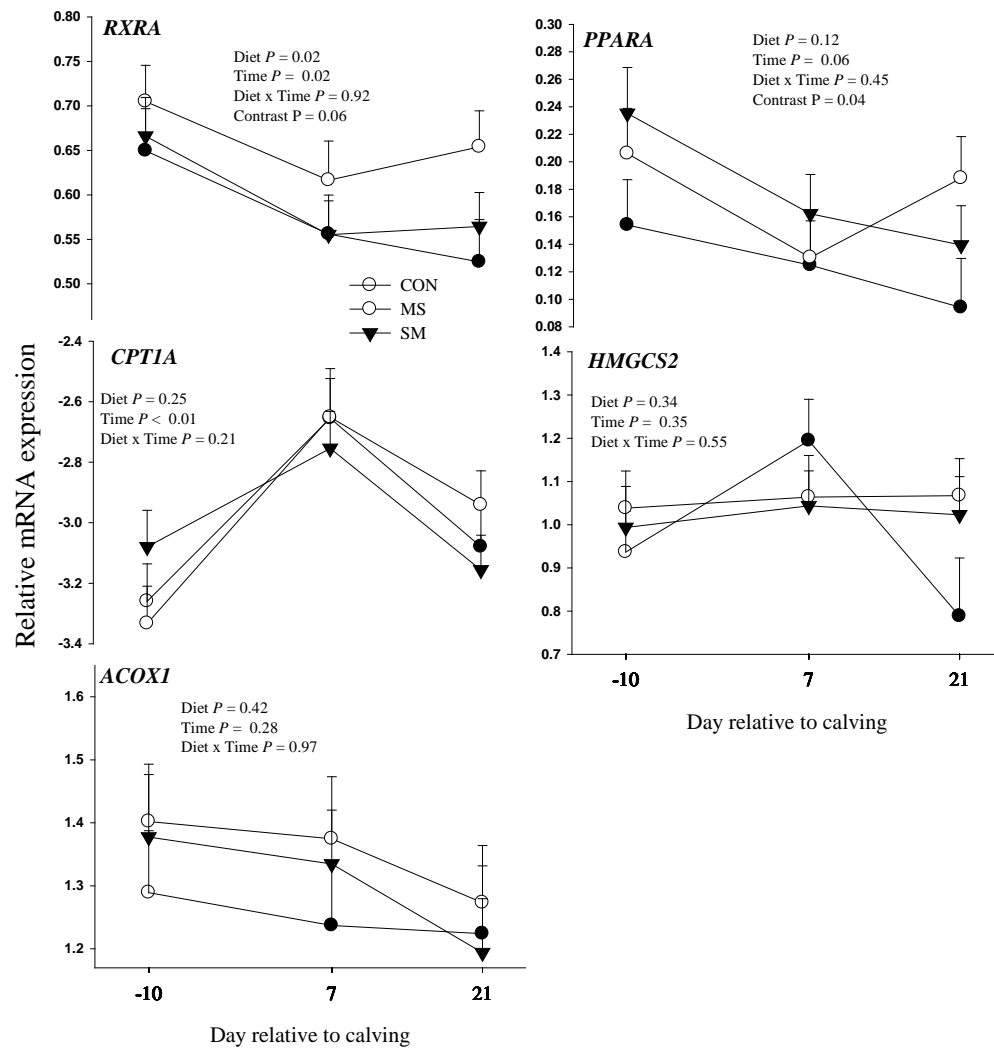 Relative mRNA expression
RXRA
Diet P = 0.02
Time P = 0.02
Diet x Time P = 0.92
Contrast P = 0.06
0.80
0.75
0.70
0.65
0.60
0.55
0.50
CON
MS
SM
PPARA
Diet P = 0.12
Time P = 0.06
Diet x Time P = 0.45
Contrast P = 0.04
0.30
0.28
0.26
0.24
0.22
0.20
0.18
0.16
0.14
0.12
0.10
0.08
CPT1A
Diet P = 0.25
Time P < 0.01
Diet x Time P = 0.21
-2.4
-2.6
-2.8
-3.0
-3.2
-3.4
HMGCS2
Diet P = 0.34
Time P = 0.35
Diet x Time P = 0.55
1.4
1.3
1.2
1.1
1.0
0.9
0.8
0.7
-10 7 21
Day relative to calving
ACOX1
Diet P = 0.42
Time P = 0.28
Diet x Time P = 0.97
1.6
1.5
1.4
1.3
1.2
-10 7 21
Day relative to calving